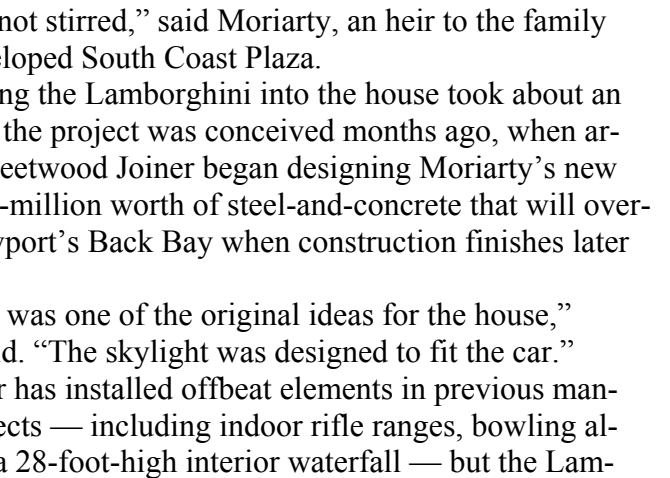 not stirred,” said Moriarty, an heir to the family
eloped South Coast Plaza.
ng the Lamborghini into the house took about an
the project was conceived months ago, when ar-
eetwood Joiner began designing Moriarty’s new
-million worth of steel-and-concrete that will over-
yport’s Back Bay when construction finishes later
was one of the original ideas for the house,”
d. “The skylight was designed to fit the car.”
r has installed offbeat elements in previous man-
ects — including indoor rifle ranges, bowling al-
a 28-foot-high interior waterfall — but the Lam-